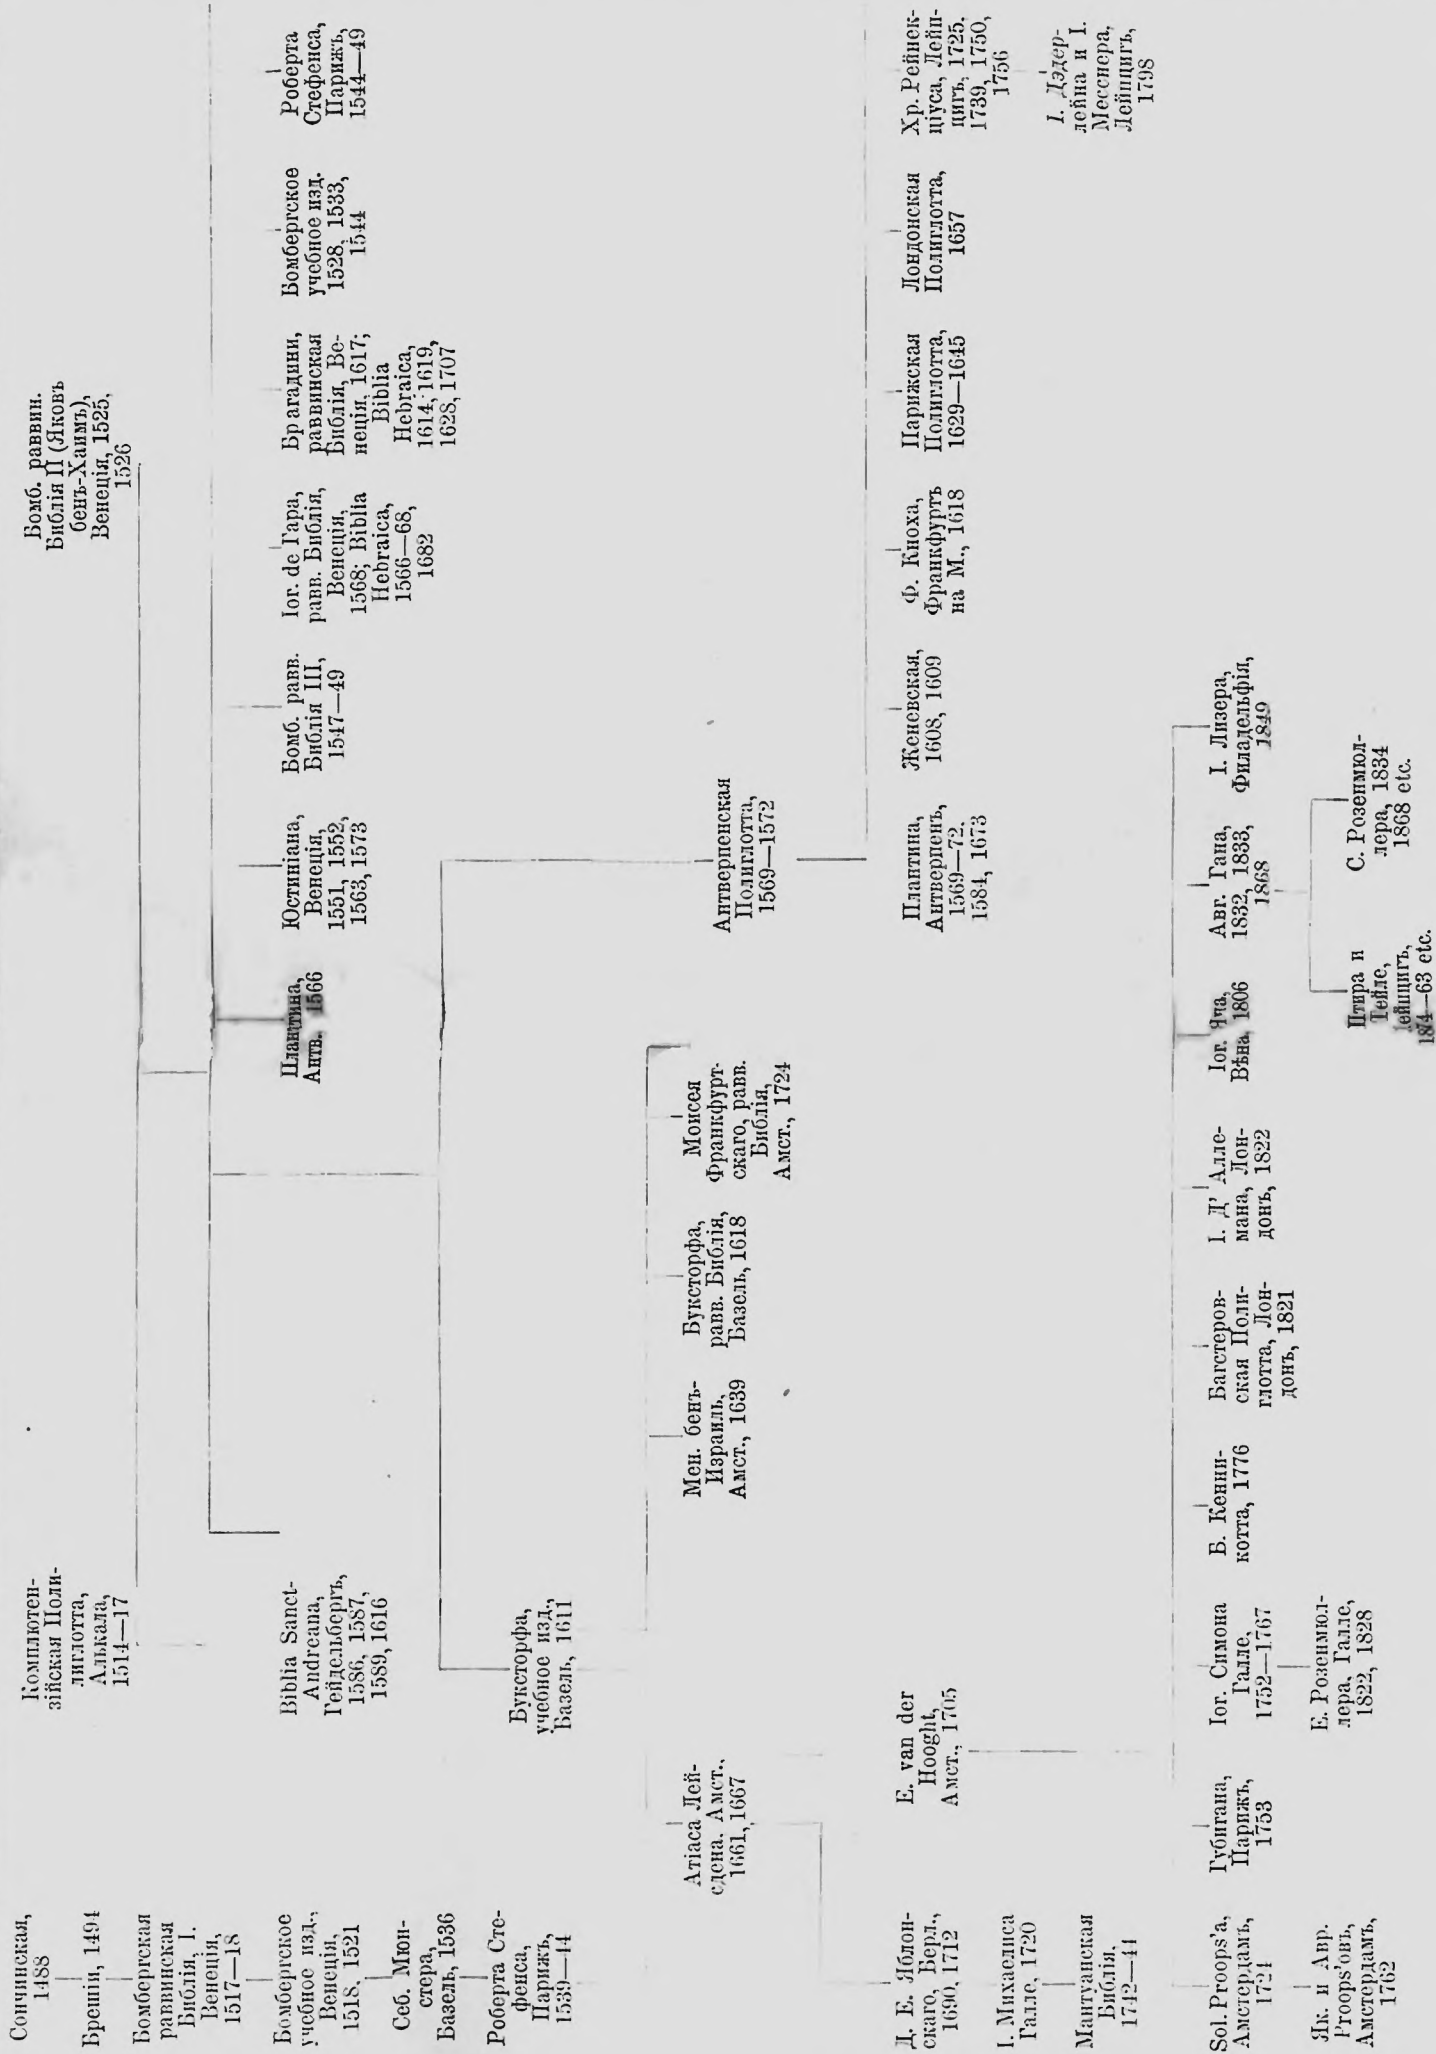 Сончинская,
1488
Брешіи, 1494
Бомбергская
раввинская
Библія, I.
Венеція,
1517—18
Бомбергское
учебное изд.,
Венеція,
1518, 1521
Себ. Мюн-
стера,
Базель, 1536
Роберта Сте-
фенса,
Парижъ,
1539—44
Комплютен-
зійская Поли-
лиглотта,
Алькала,
1514—17
Бомб. раввин.
Библія II (Яковъ
бенъ-Хаимъ),
Венеція, 1525,
1526
Biblia Sanct-
Andreana,
Гейдельбергъ,
1586, 1587,
1589, 1616
Плантина,
Антв., 1566
Юстиніана,
Венеція,
1551, 1552,
1563, 1573
Бомб. равв.
Библія III,
1547—49
Іог. de Гара,
равв. Библія,
Венеція,
1568; Biblia
Hebraica,
1566—68,
1682
Брагадини,
раввинская
Библія, Ве-
неція, 1617;
Biblia
Hebraica,
1614, 1619,
1628, 1707
Бомбергское
учебное изд.
1528, 1533,
1544
Роберта
Стефенса,
Парижъ,
1544—49
Буксторфа,
учебное изд.,
Базель, 1611
Атіаса Лей-
сдена. Амст.,
1661, 1667
Мен. бенъ-
Израиль,
Амст., 1639
Буксторфа,
равв. Библія,
Базель, 1618
Моисея
Франкфурт-
скаго, равв.
Библія,
Амст., 1724
Антверпенская
Полиглотта,
1569—1572
Д. Е. Яблон-
скаго, Берл.,
1690, 1712
І. Михаелиса
Галле, 1720
Мантуанская
Библія,
1742—44
Е. van der
Hooght,
Амст., 1705
Плантина,
Антверпенъ,
1569—72,
1584, 1673
Женевская,
1608, 1609
Ф. Кноха,
Франкфуртъ
на М., 1618
Парижская
Полиглотта,
1629—1645
Лондонская
Полиглотта,
1657
Хр. Рейнек-
ціуса, Лейп-
цигъ, 1725,
1739, 1750,
1756
І. Дэдер-
лейна и І.
Месснера,
Лейпцигъ,
1798
Sol. Proops'а,
Амстердамъ,
1724
Як. и Авр.
Proops'овъ,
Амстердамъ,
1762
Губигана,
Парижъ,
1753
Іог. Симона
Галле,
1752—1767
Е. Розенмюл-
лера, Галле,
1822, 1828
Б. Кенни-
котта, 1776
Багстеров-
ская Поли-
глотта, Лон-
донъ, 1821
І. Д' Алле-
мана, Лон-
донъ, 1822
Іог. Яна,
Вѣна, 1806
Авг. Гана,
1832, 1833,
1868
І. Лизера,
Филадельфія,
1849
Птира и
Тейле,
Лейпцигъ,
etc.
С. Розенмюл-
лера, 1834
1868 etc.